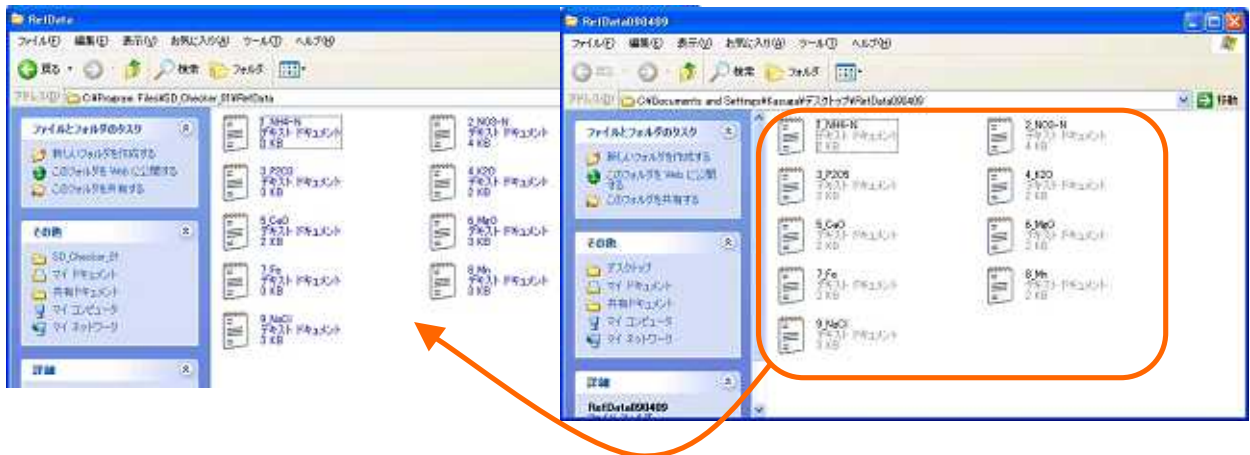 RefData
ファイル(F) 編集(E) 表示(V) お気に入り(A) ツール(T) ヘルプ(H)
戻る 検索 フォルダ
アドレス(D) C:¥Program Files¥SD_Checker_01¥RefData
ファイルとフォルダのタスク
新しいフォルダを作成する
このフォルダを Web に公開する
このフォルダを共有する
その他
SD_Checker_01
マイ ドキュメント
共有ドキュメント
マイ コンピュータ
マイ ネットワーク
詳細
1_NH4-N
テキスト ドキュメント
2_NO3-N
テキスト ドキュメント
4 KB
3_P2O5
テキスト ドキュメント
3 KB
4_K2O
テキスト ドキュメント
2 KB
5_CaO
テキスト ドキュメント
2 KB
6_MgO
テキスト ドキュメント
3 KB
7_Fe
テキスト ドキュメント
3 KB
8_Mn
テキスト ドキュメント
3 KB
9_NaCl
テキスト ドキュメント
3 KB
RefData090409
ファイル(F) 編集(E) 表示(V) お気に入り(A) ツール(T) ヘルプ(H)
戻る 検索 フォルダ
アドレス(D) C:¥Documents and Settings¥Kasuga¥デスクトップ¥RefData090409 移動
ファイルとフォルダのタスク
新しいフォルダを作成する
このフォルダを Web に公開
する
このフォルダを共有する
その他
デスクトップ
マイ ドキュメント
共有ドキュメント
マイ コンピュータ
マイ ネットワーク
詳細
RefData090409
ファイル フォルダ
1_NH4-N
テキスト ドキュメント
2_NO3-N
テキスト ドキュメント
4 KB
3_P2O5
テキスト ドキュメント
3 KB
4_K2O
テキスト ドキュメント
2 KB
5_CaO
テキスト ドキュメント
2 KB
6_MgO
テキスト ドキュメント
2 KB
7_Fe
テキスト ドキュメント
2 KB
8_Mn
テキスト ドキュメント
2 KB
9_NaCl
テキスト ドキュメント
3 KB